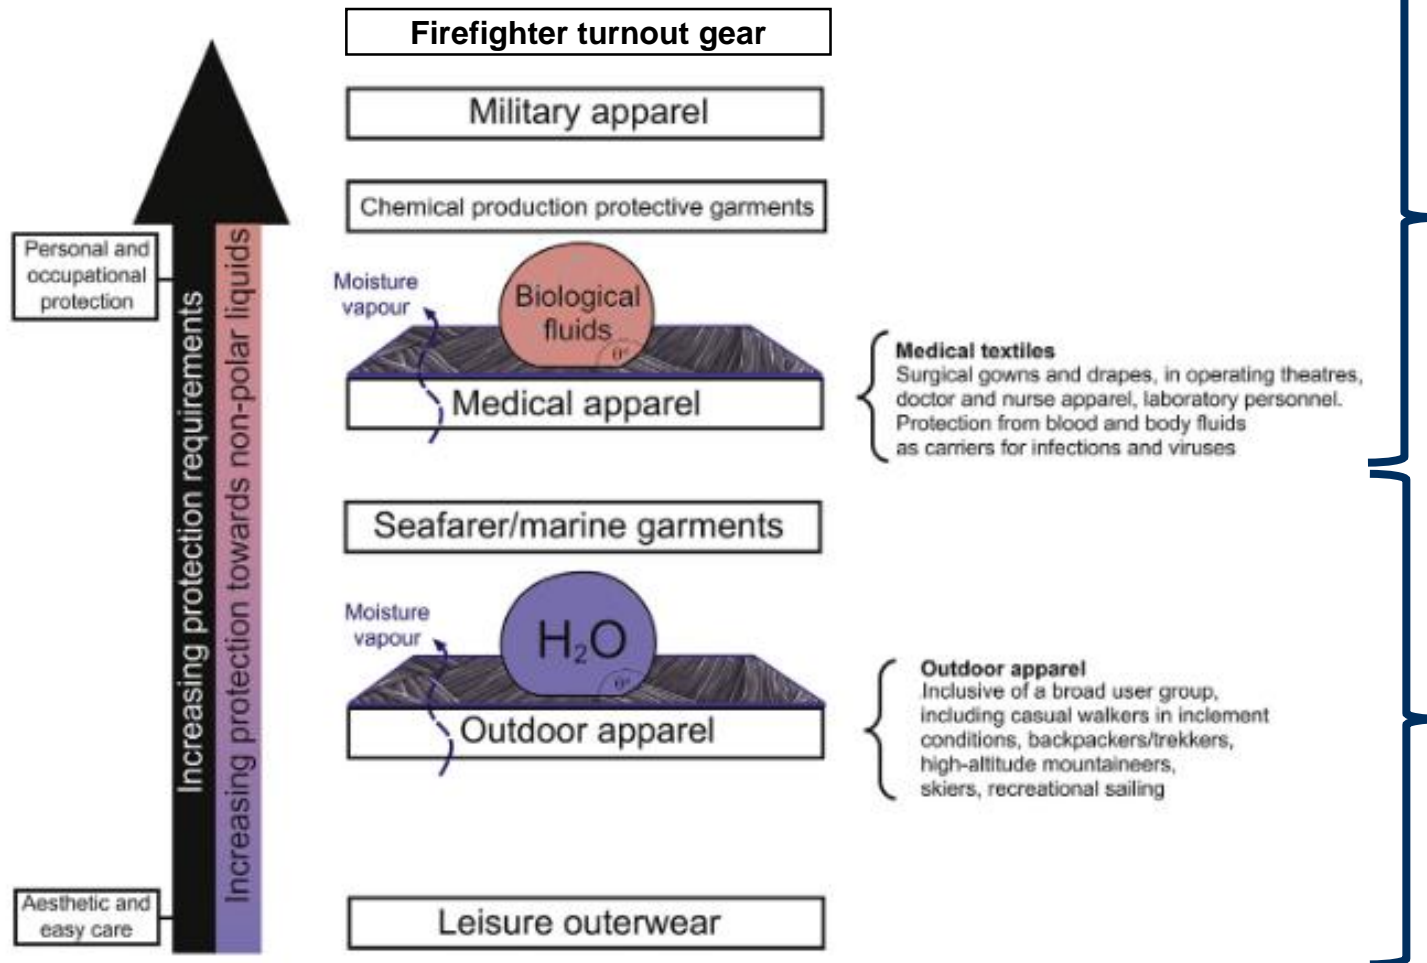 Firefighter turnout gear
Military apparel
Chemical production protective garments
Personal and
occupational
protection
Increasing protection requirements
Increasing protection towards non-polar liquids
Moisture
vapour
Biological
fluids
θ°
Medical apparel
Medical textiles
Surgical gowns and drapes, in operating theatres,
doctor and nurse apparel, laboratory personnel.
Protection from blood and body fluids
as carriers for infections and viruses
Seafarer/marine garments
Moisture
vapour
H₂O
θ°
Outdoor apparel
Outdoor apparel
Inclusive of a broad user group,
including casual walkers in inclement
conditions, backpackers/trekkers,
high-altitude mountaineers,
skiers, recreational sailing
Aesthetic and
easy care
Leisure outerwear